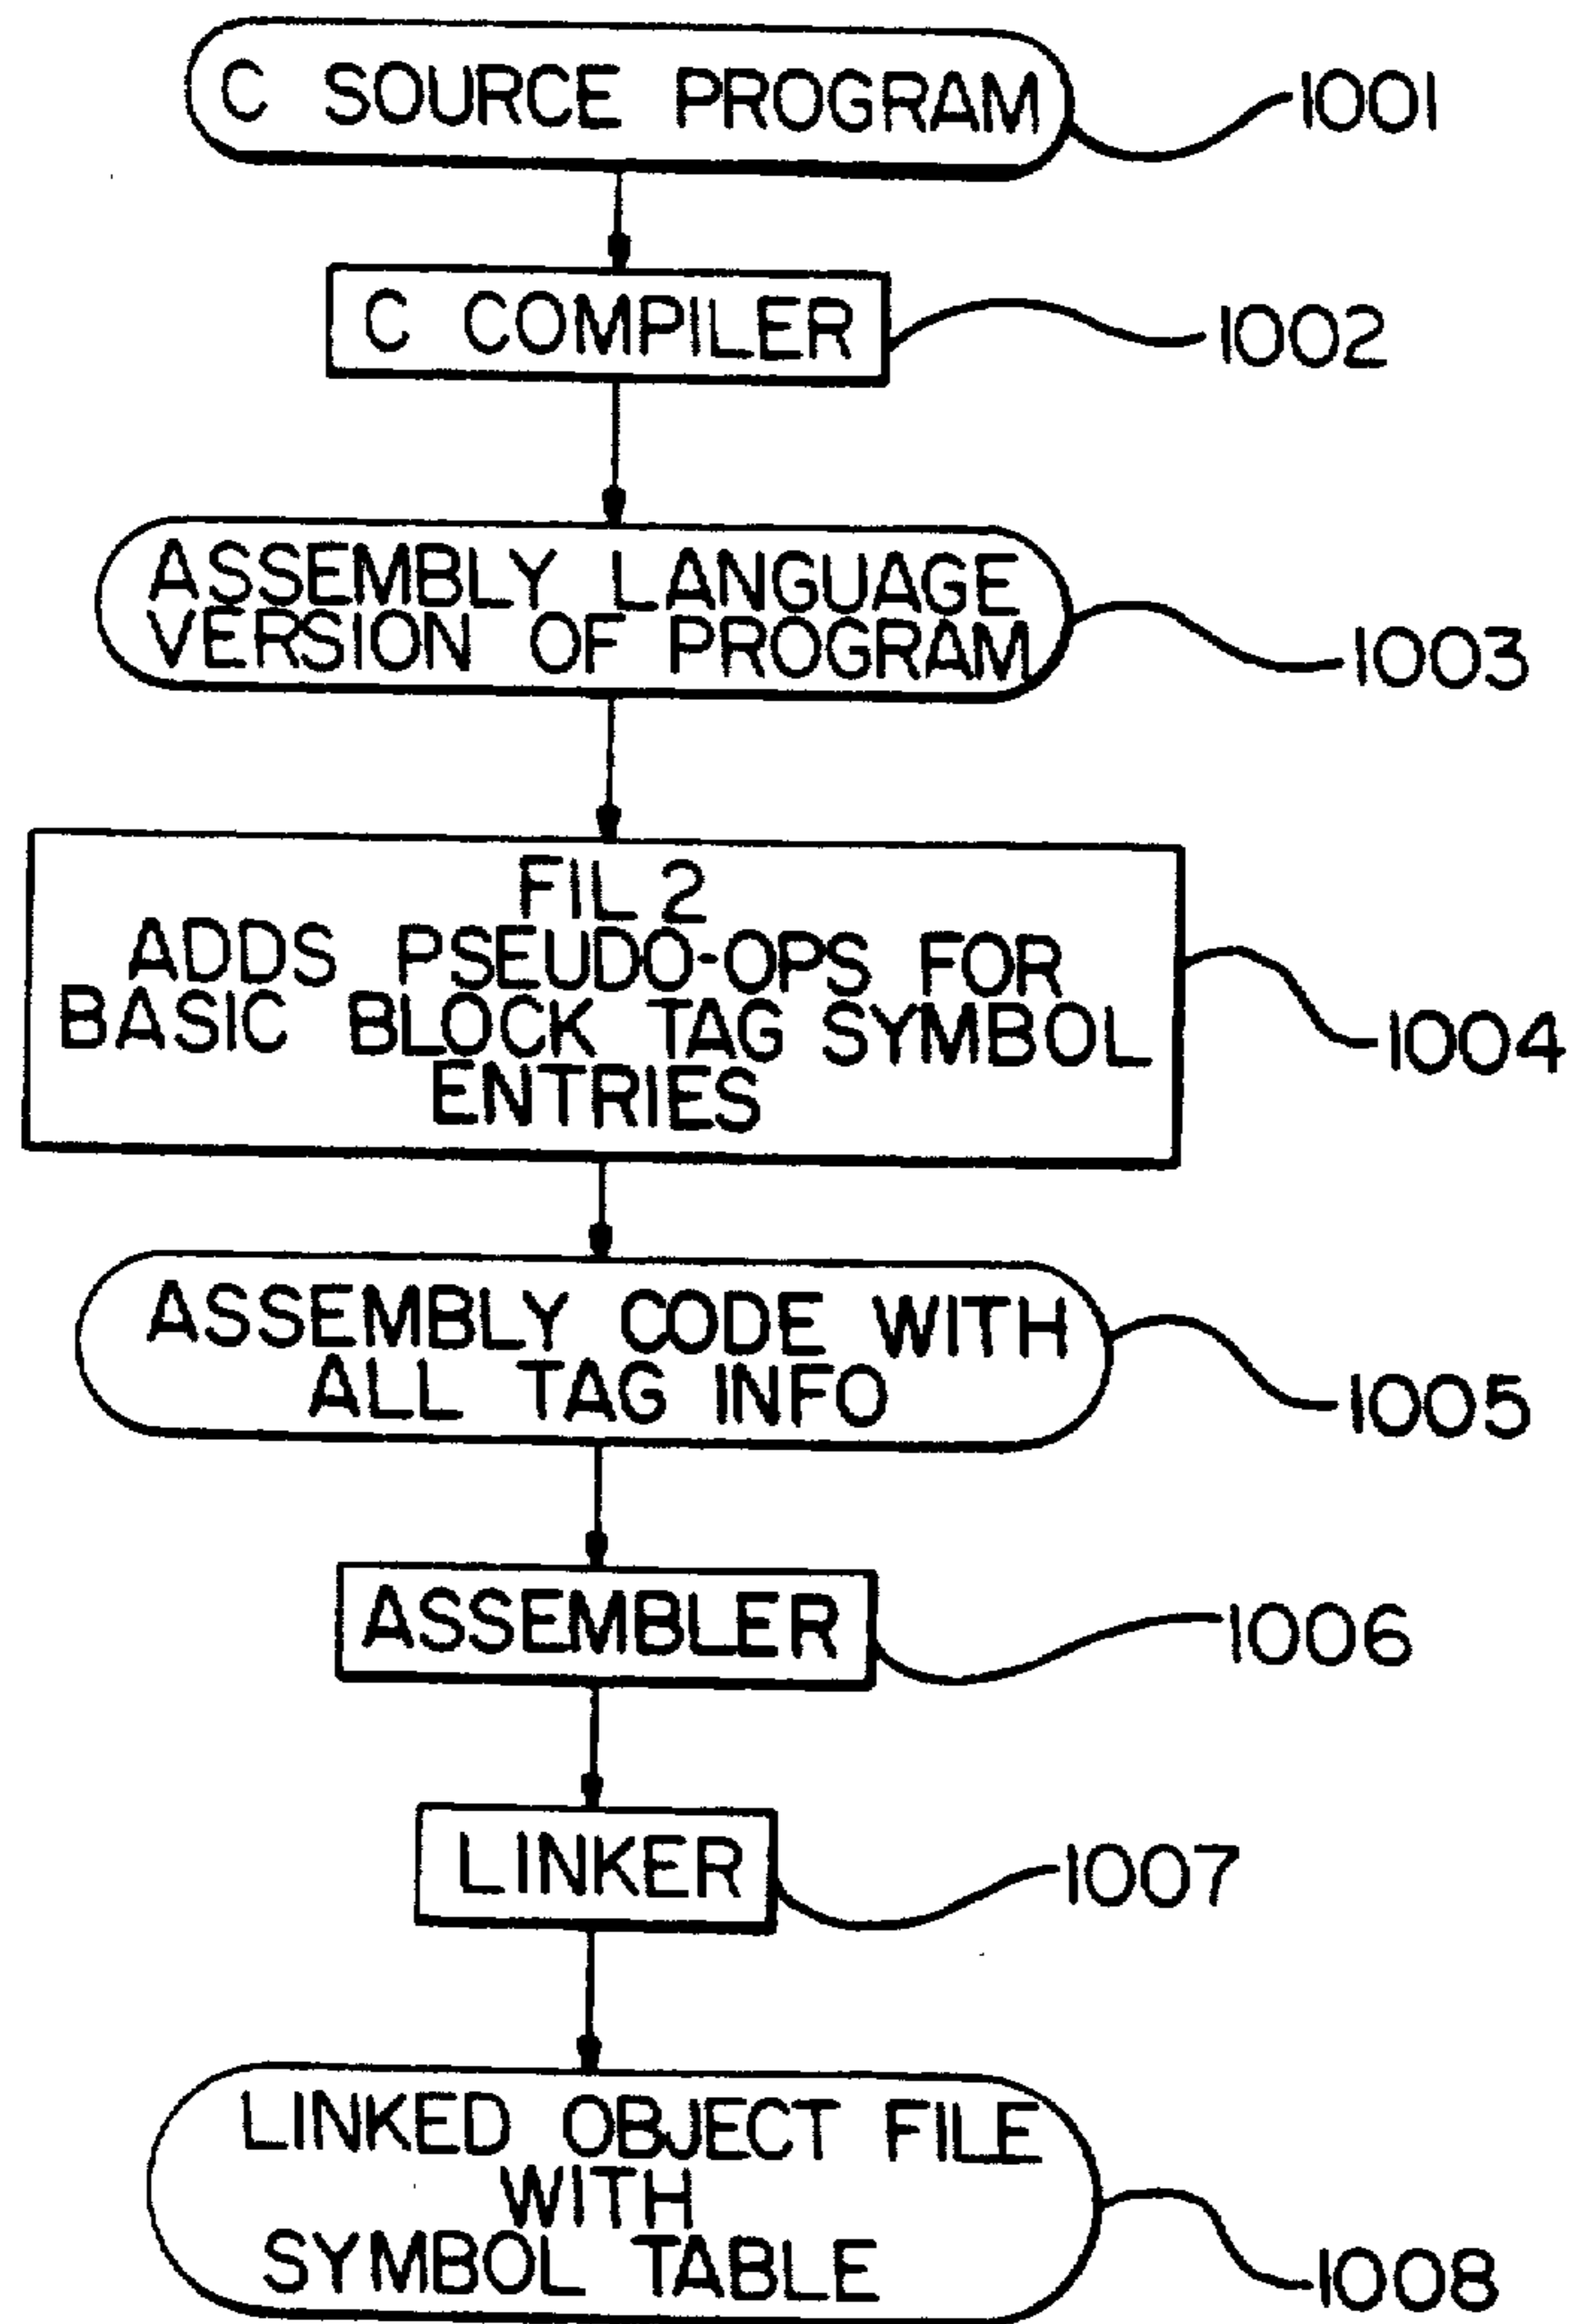 C SOURCE PROGRAM
1001
C COMPILER
1002
ASSEMBLY LANGUAGE
VERSION OF PROGRAM
1003
FIL 2
ADDS PSEUDO-OPS FOR
BASIC BLOCK TAG SYMBOL
ENTRIES
1004
ASSEMBLY CODE WITH
ALL TAG INFO
1005
ASSEMBLER
1006
LINKER
1007
LINKED OBJECT FILE
WITH
SYMBOL TABLE
1008